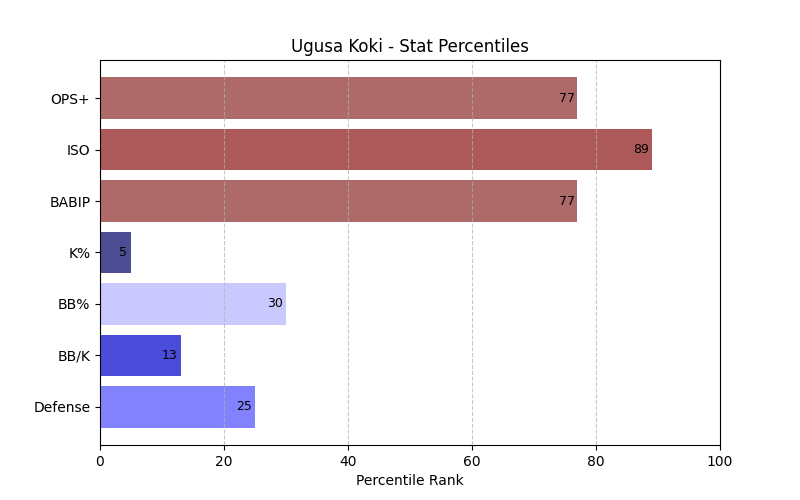 Ugusa Koki - Stat Percentiles
OPS+ 77
ISO 89
BABIP 77
K% 5
BB% 30
BB/K 13
Defense 25
0 20 40 60 80 100
Percentile Rank